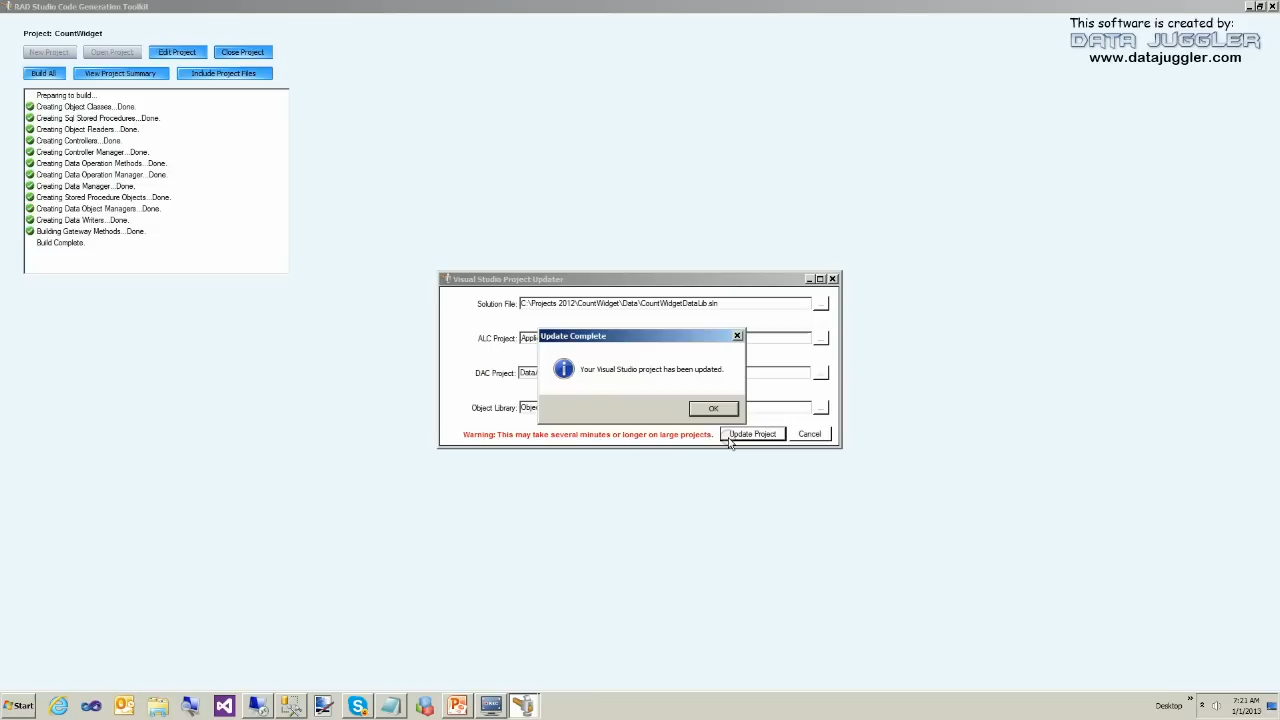 RAD Studio Code Generation Toolkit
This software is created by:
DATA JUGGLER
www.datajuggler.com
Project: CountWidget
New Project
Open Project
Edit Project
Close Project
Build All
View Project Summary
Include Project Files
Preparing to build...
Creating Object Classes...Done.
Creating Sql Stored Procedures...Done.
Creating Object Readers...Done.
Creating Controllers...Done.
Creating Controller Manager...Done.
Creating Data Operation Methods...Done.
Creating Data Operation Manager...Done.
Creating Data Manager...Done.
Creating Stored Procedure Objects...Done.
Creating Data Object Managers...Done.
Creating Data Writers...Done.
Building Gateway Methods...Done.
Build Complete.
Visual Studio Project Updater
Solution File: C:\Projects 2012\CountWidget\Data\CountWidgetDataLib.sln ...
Update Complete
ALC Project: Appli ...
Your Visual Studio project has been updated.
DAC Project: Data/ ...
Object Library: Objec ...
OK
Warning: This may take several minutes or longer on large projects.
Update Project
Cancel
Start
Desktop
7:21 AM
1/1/2013